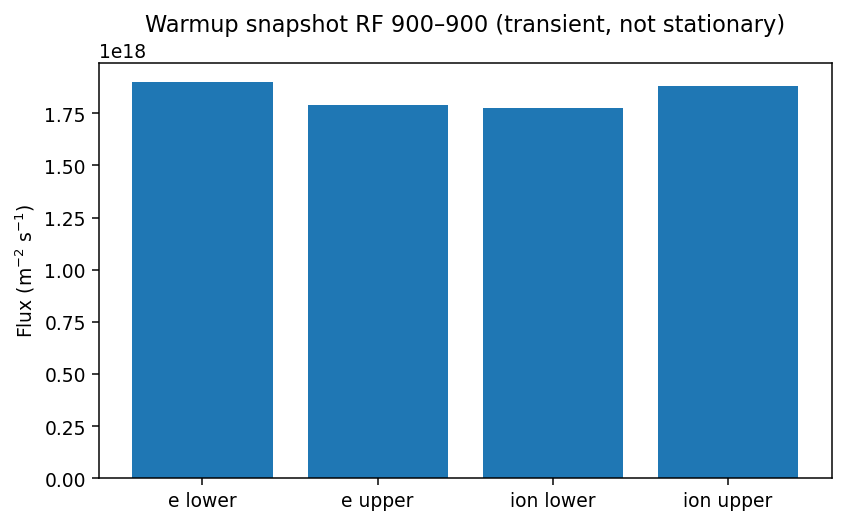 Warmup snapshot RF 900–900 (transient, not stationary)
1e18
1.75
1.50
1.25
1.00
0.75
0.50
0.25
0.00
Flux (m⁻² s⁻¹)
e lower
e upper
ion lower
ion upper